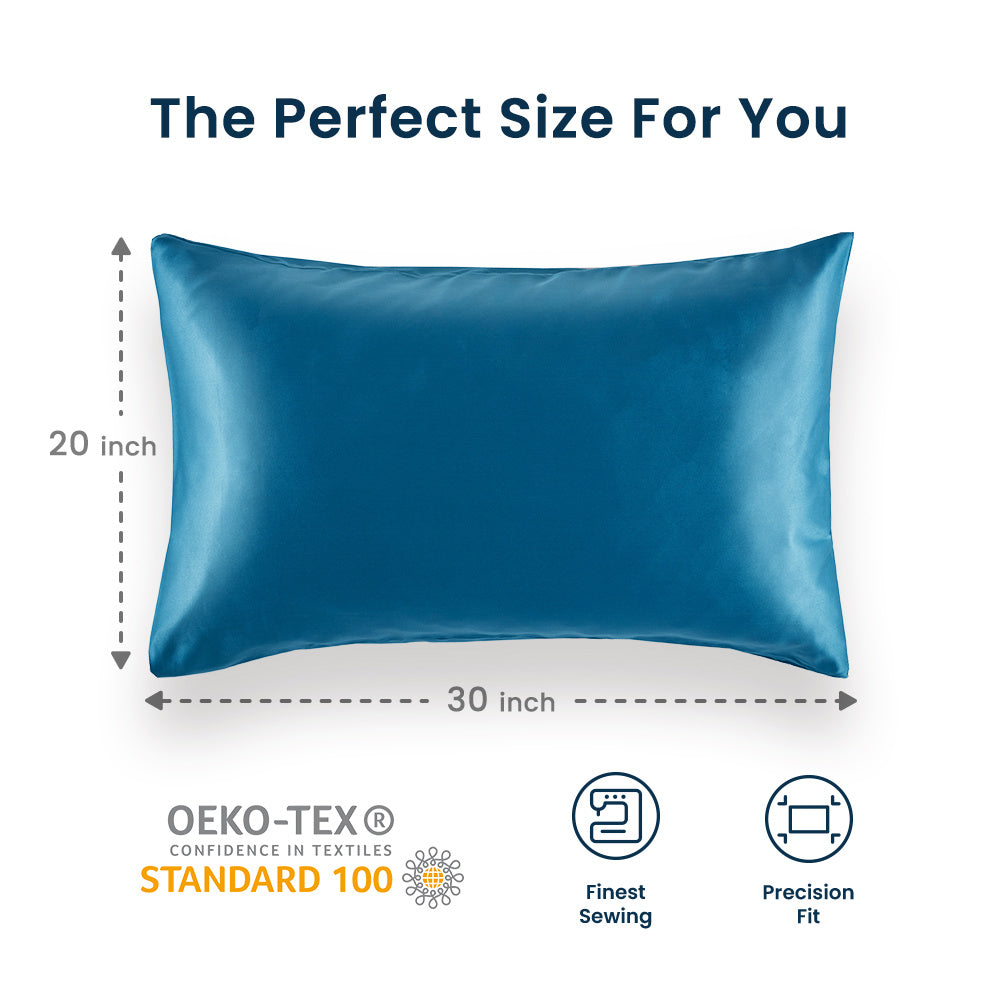 The Perfect Size For You
20 inch
30 inch
OEKO-TEX®
CONFIDENCE IN TEXTILES
STANDARD 100
Finest
Sewing
Precision
Fit